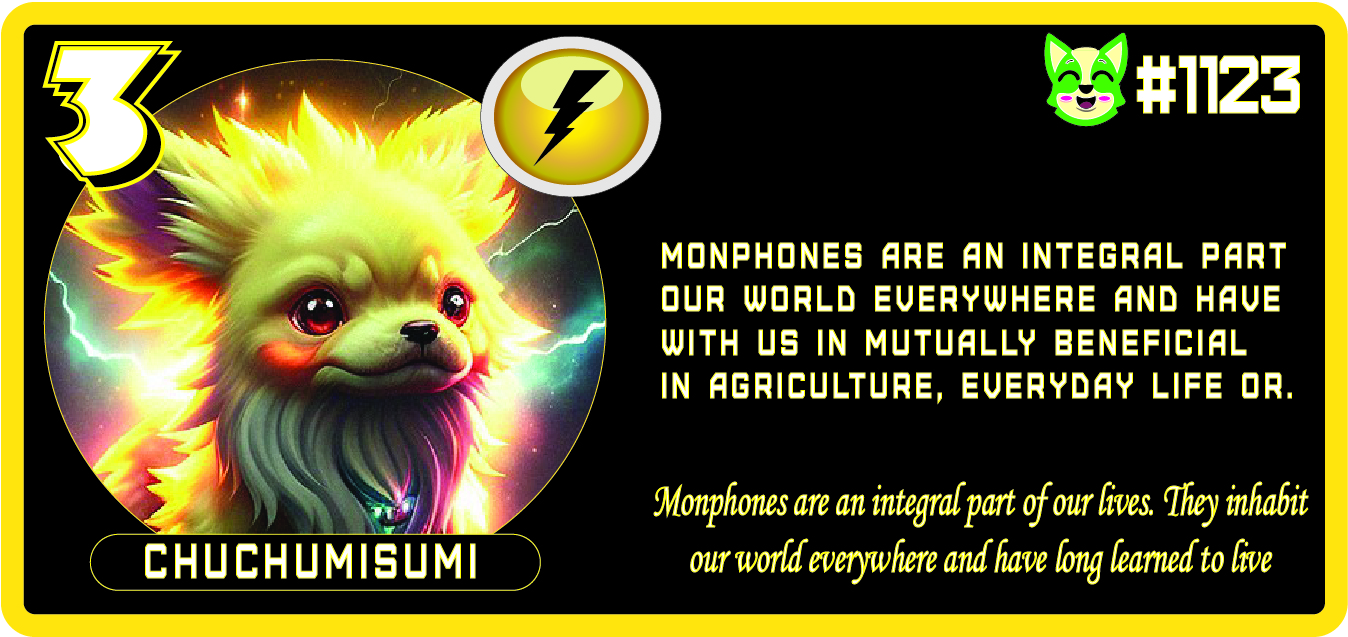 3
#1123
MONPHONES ARE AN INTEGRAL PART
OUR WORLD EVERYWHERE AND HAVE
WITH US IN MUTUALLY BENEFICIAL
IN AGRICULTURE, EVERYDAY LIFE OR.
Monphones are an integral part of our lives. They inhabit
our world everywhere and have long learned to live
CHUCHUMISUMI